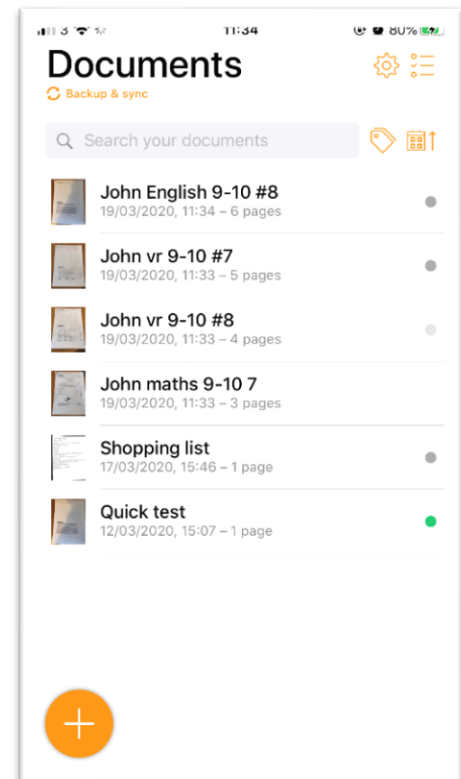 3 11:34 80%
Documents
Backup & sync
Search your documents
John English 9-10 #8
19/03/2020, 11:34 – 6 pages
John vr 9-10 #7
19/03/2020, 11:33 – 5 pages
John vr 9-10 #8
19/03/2020, 11:33 – 4 pages
John maths 9-10 7
19/03/2020, 11:33 – 3 pages
Shopping list
17/03/2020, 15:46 – 1 page
Quick test
12/03/2020, 15:07 – 1 page